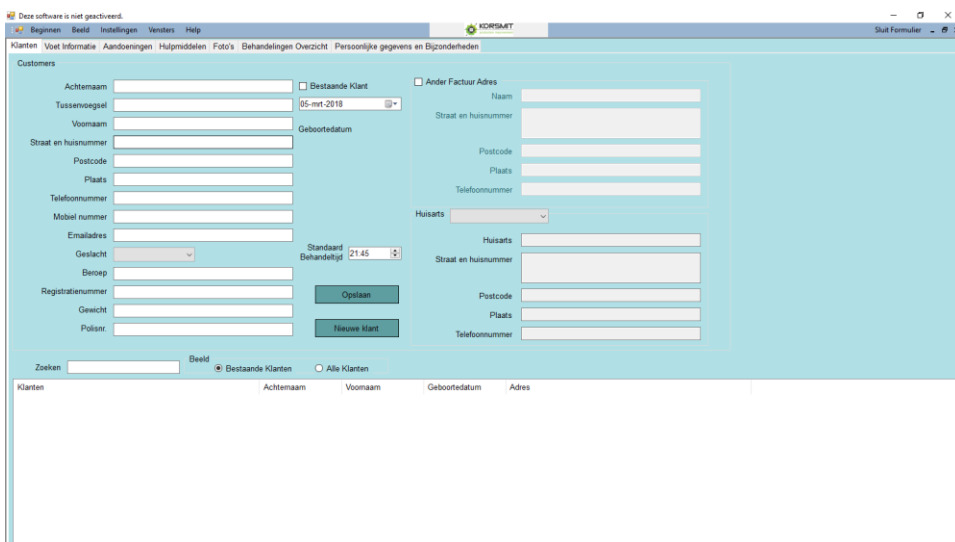 Deze software is niet geactiveerd.
Beginnen Beeld Instellingen Vensters Help
KORSMIT
Sluit Formulier
Klanten Voet Informatie Aandoeningen Hulpmiddelen Foto's Behandelingen Overzicht Persoonlijke gegevens en Bijzonderheden
Customers
Achternaam
Tussenvoegsel
Voornaam
Straat en huisnummer
Postcode
Plaats
Telefoonnummer
Mobiel nummer
Emailadres
Geslacht
Beroep
Registratienummer
Gewicht
Polisnr.
Bestaande Klant
05-mrt-2018
Geboortedatum
Standaard
Behandeltijd 21:45
Opslaan
Nieuwe klant
Ander Factuur Adres
Naam
Straat en huisnummer
Postcode
Plaats
Telefoonnummer
Huisarts
Huisarts
Straat en huisnummer
Postcode
Plaats
Telefoonnummer
Zoeken
Beeld
Bestaande Klanten Alle Klanten
Klanten Achternaam Voornaam Geboortedatum Adres